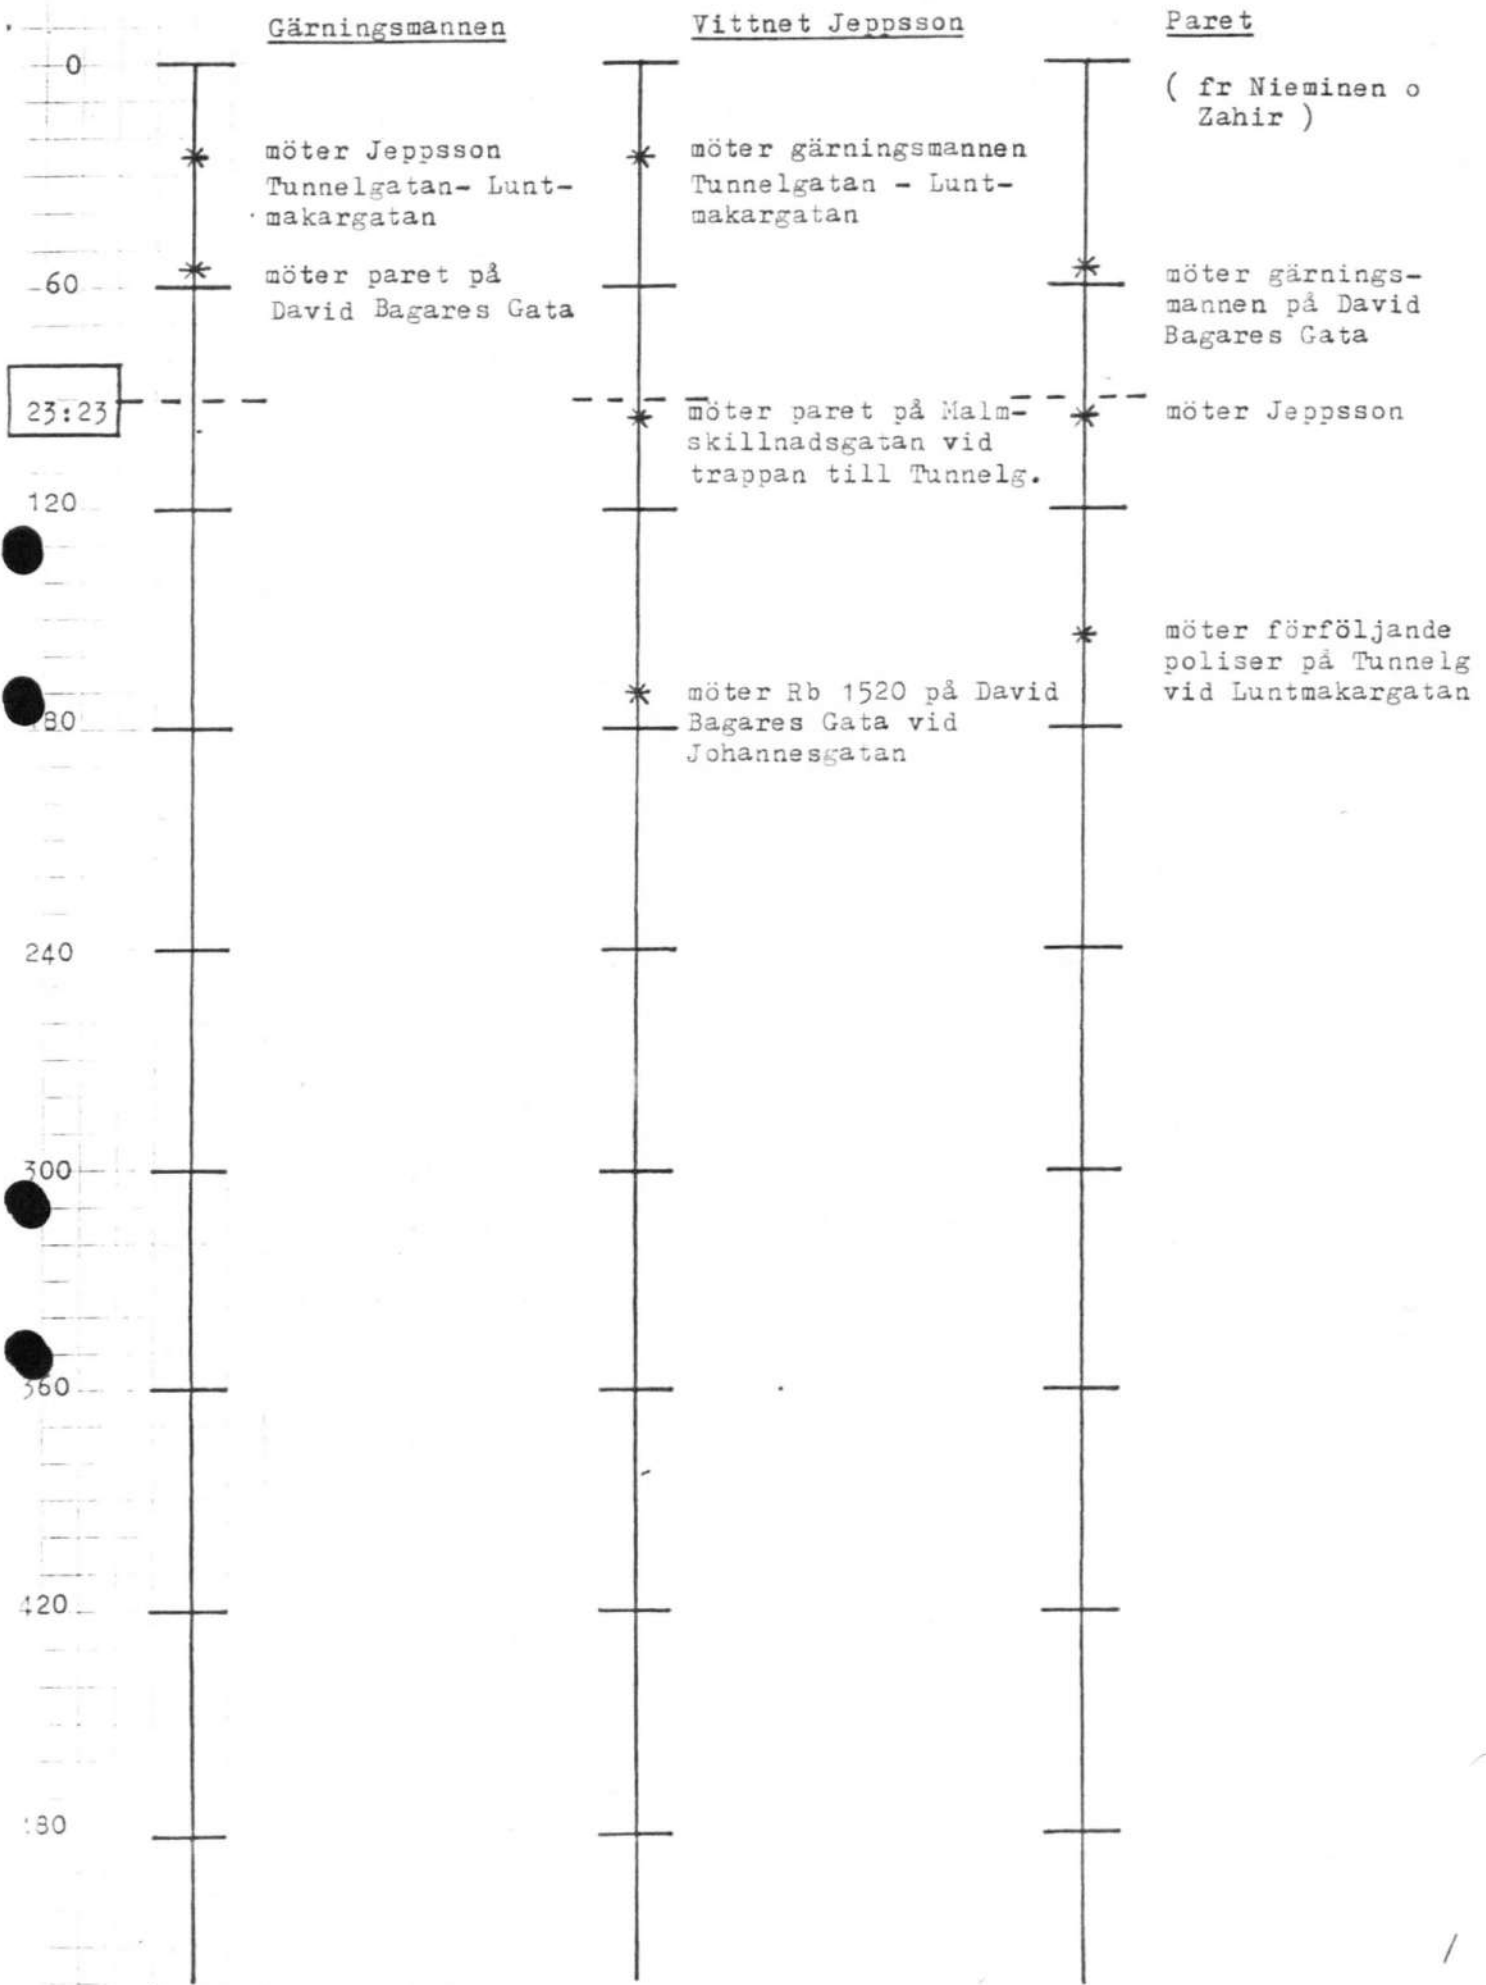 Gärningsmannen
Vittnet Jeppsson
Paret
0
( fr Nieminen o
Zahir )
möter Jeppsson
Tunnelgatan- Lunt-
makargatan
möter gärningsmannen
Tunnelgatan - Lunt-
makargatan
60
möter paret på
David Bagares Gata
möter gärnings-
mannen på David
Bagares Gata
23:23
möter paret på Malm-
skillnadsgatan vid
trappan till Tunnelg.
möter Jeppsson
120
möter förföljande
poliser på Tunnelg
vid Luntmakargatan
möter Rb 1520 på David
Bagares Gata vid
Johannesgatan
80
240
300
360
420
80